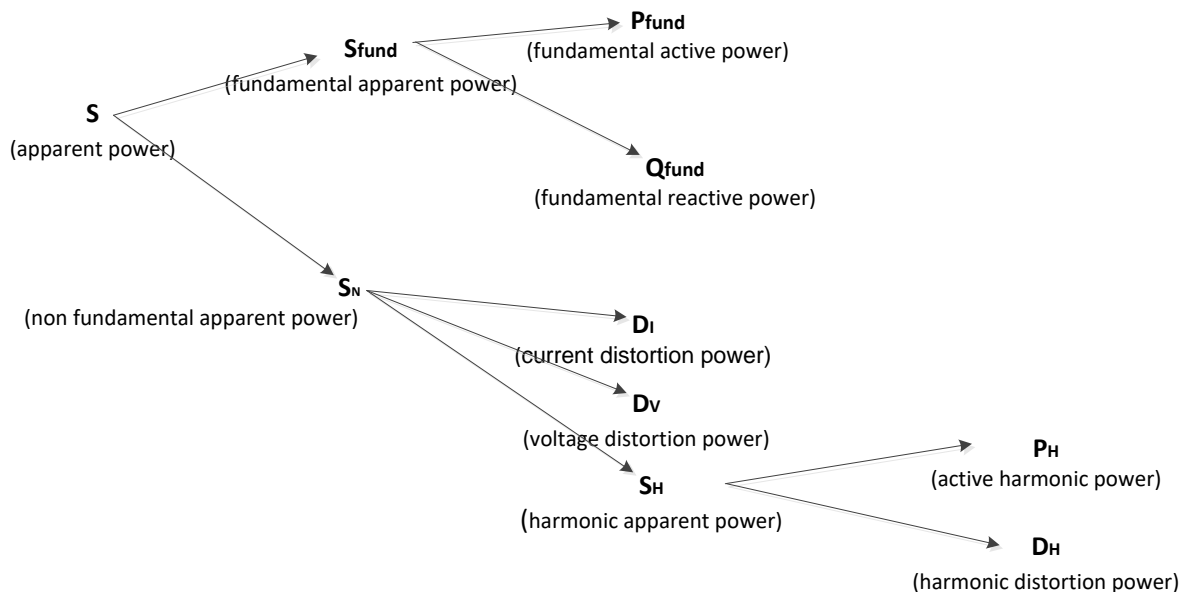 Pfund
(fundamental active power)
Sfund
(fundamental apparent power)
S
(apparent power)
Qfund
(fundamental reactive power)
SN
(non fundamental apparent power)
DI
(current distortion power)
DV
(voltage distortion power)
SH
(harmonic apparent power)
PH
(active harmonic power)
DH
(harmonic distortion power)